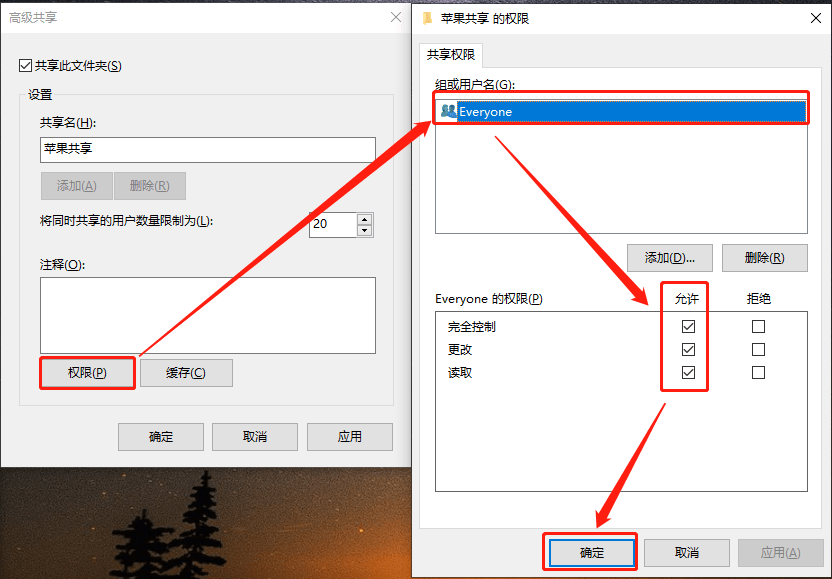 高级共享
共享此文件夹(S)
设置
共享名(H):
苹果共享
添加(A)
删除(R)
将同时共享的用户数量限制为(L):
20
注释(O):
权限(P)
缓存(C)
确定
取消
应用
苹果共享 的权限
共享权限
组或用户名(G):
Everyone
添加(D)...
删除(R)
Everyone 的权限(P)
允许
拒绝
完全控制
更改
读取
确定
取消
应用(A)